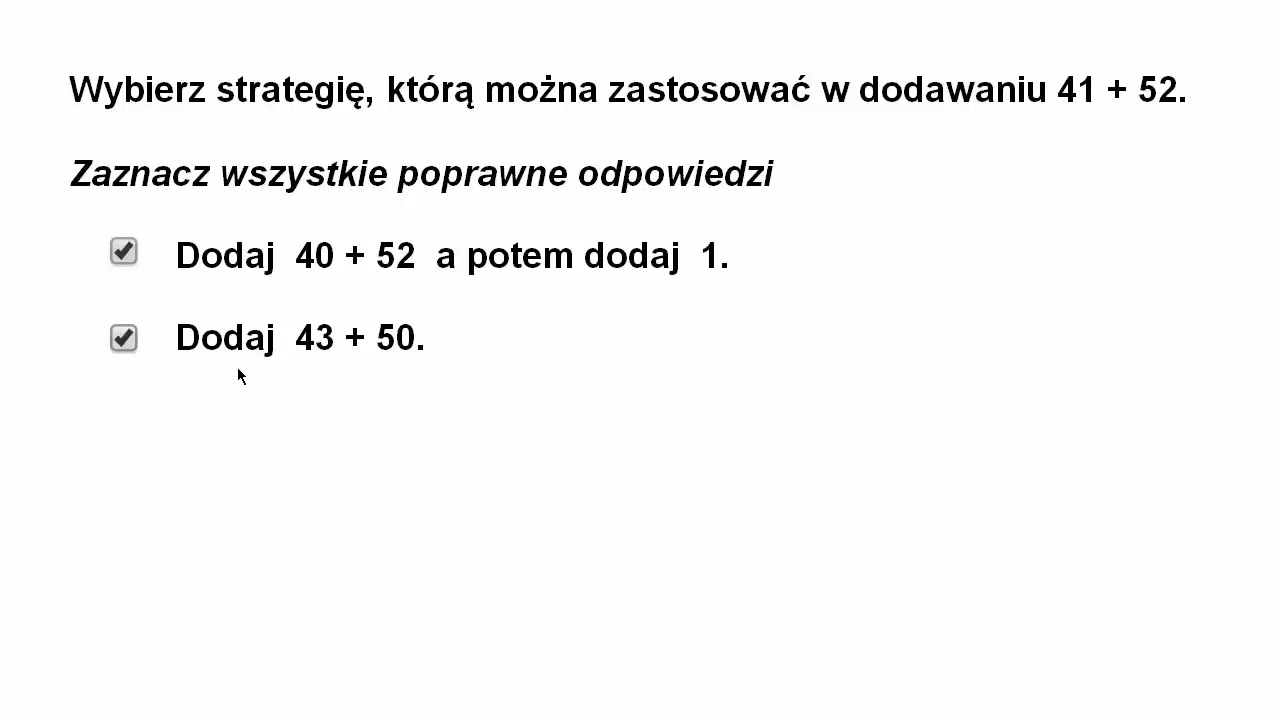 Wybierz strategię, którą można zastosować w dodawaniu 41 + 52.
Zaznacz wszystkie poprawne odpowiedzi
Dodaj 40 + 52 a potem dodaj 1.
Dodaj 43 + 50.